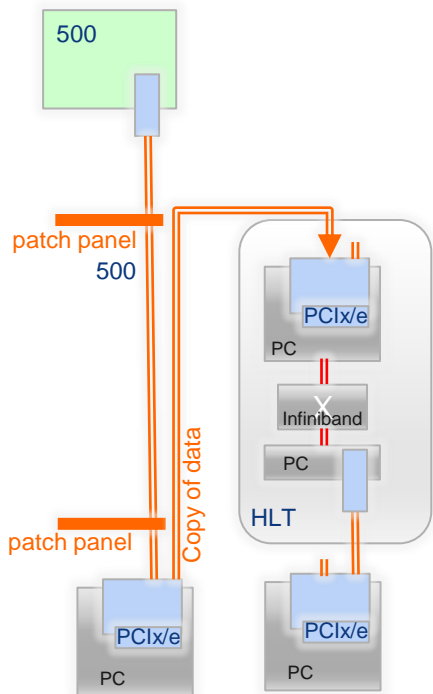 500
patch panel
500
PCIx/e
PC
X
Infiniband
Copy of data
PC
HLT
patch panel
PCIx/e
PC
PCIx/e
PC